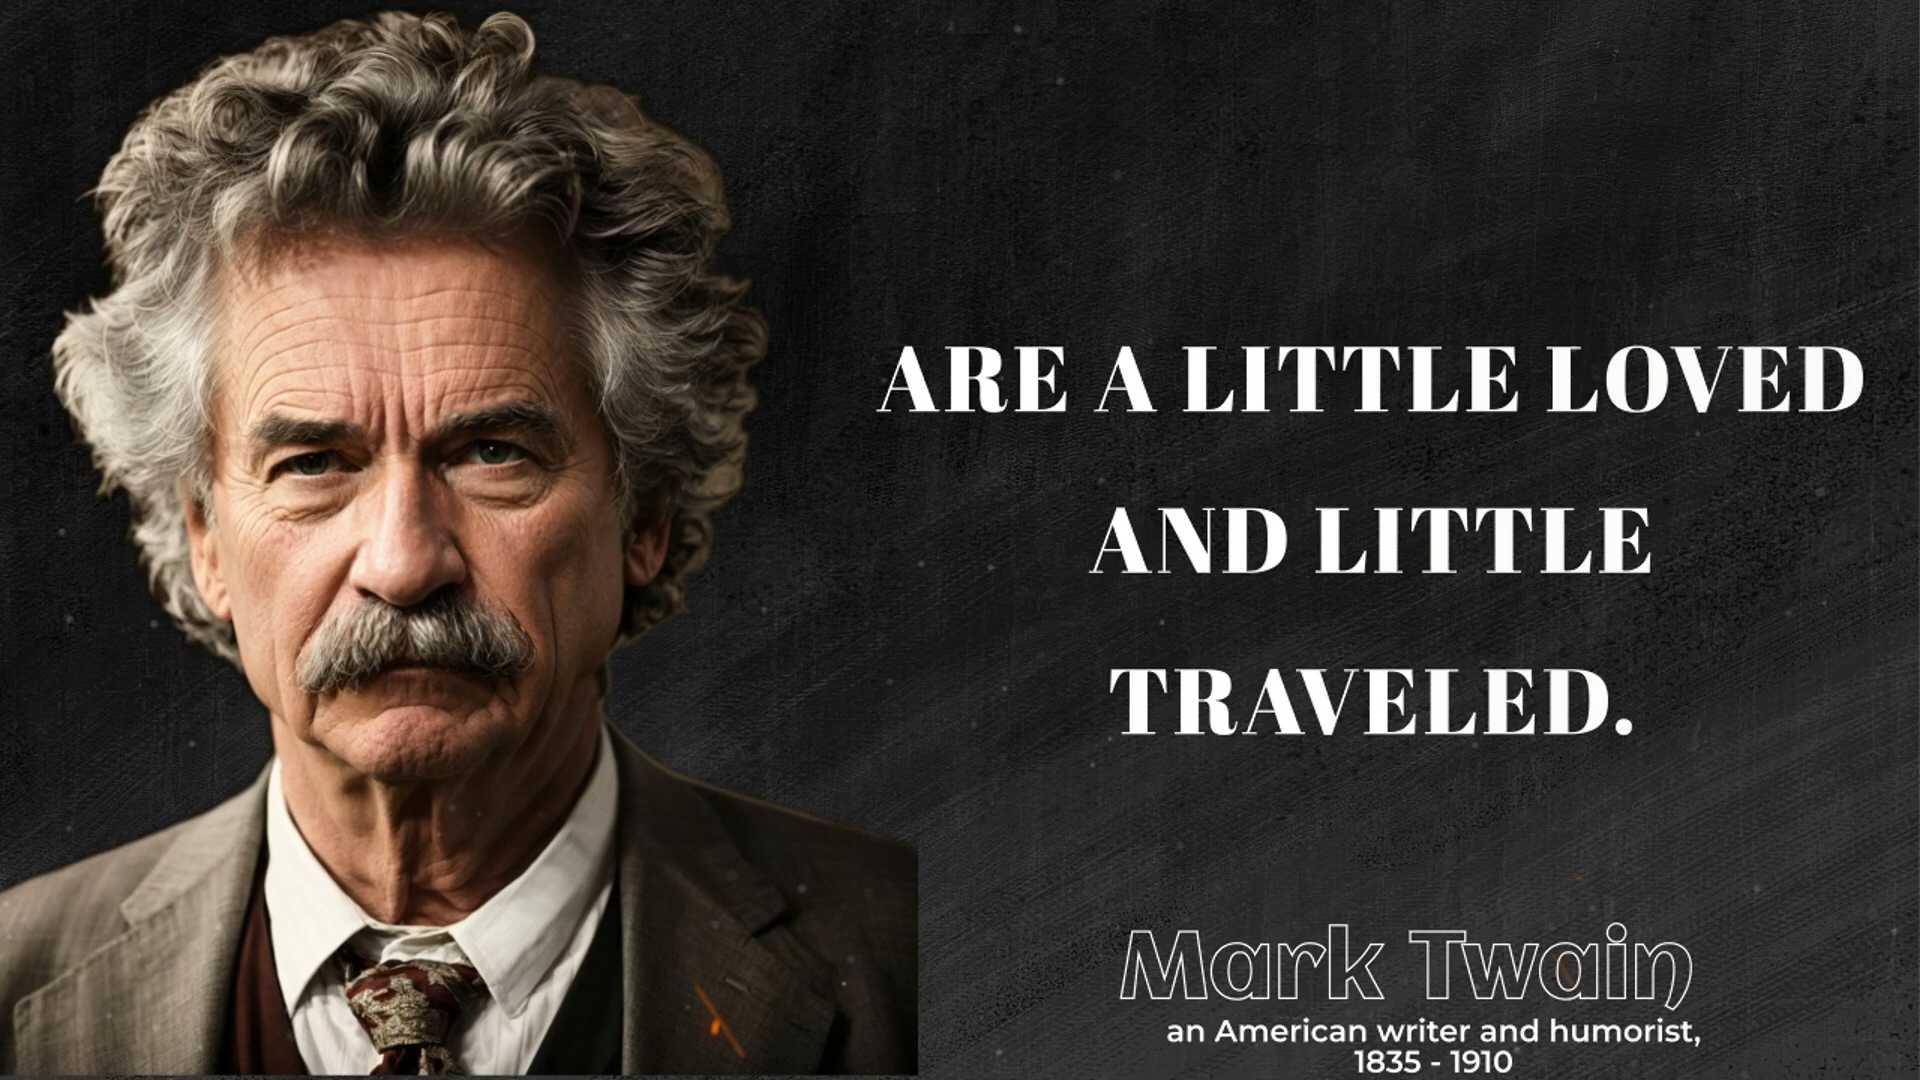 ARE A LITTLE LOVED
AND LITTLE
TRAVELED.
Mark Twain
an American writer and humorist,
1835 - 1910